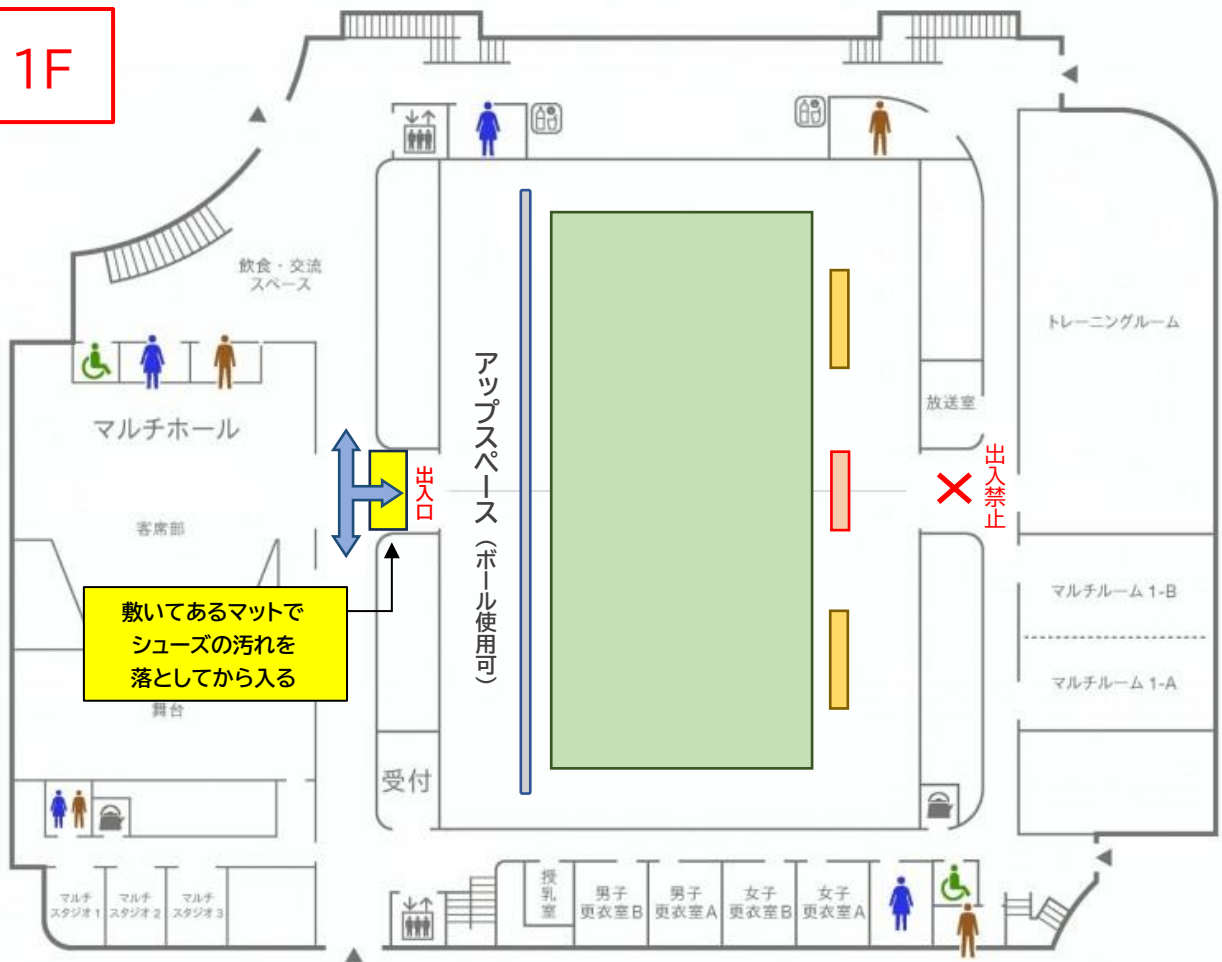 1F
飲食・交流
スペース
トレーニングルーム
アップスペース（ボール使用可）
放送室
マルチホール
出入口
出入禁止
客席部
敷いてあるマットで
シューズの汚れを
落としてから入る
マルチルーム 1-B
マルチルーム 1-A
舞台
受付
マルチ
スタジオ 1
マルチ
スタジオ 2
マルチ
スタジオ 3
授乳室
男子
更衣室B
男子
更衣室A
女子
更衣室B
女子
更衣室A